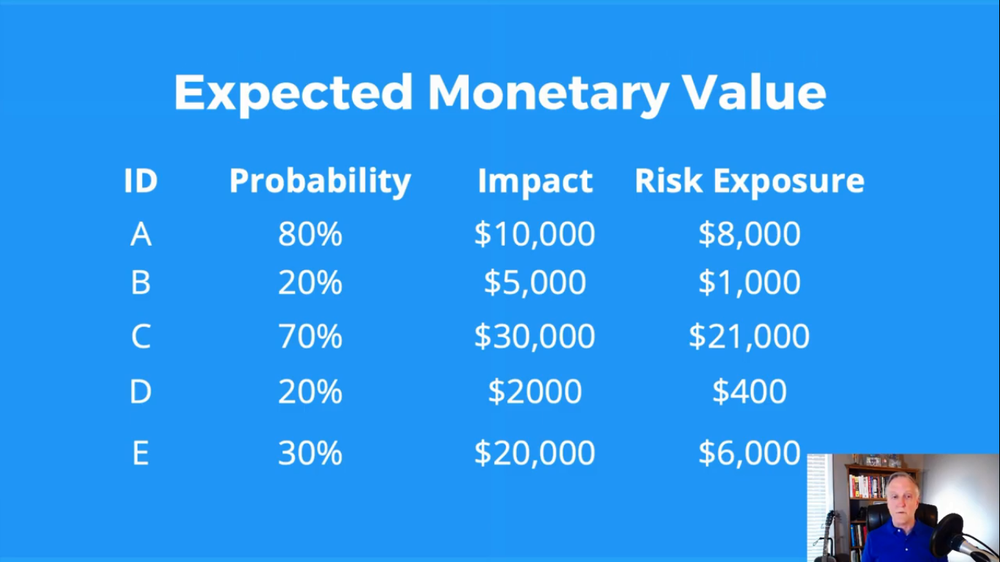 Expected Monetary Value
ID Probability Impact Risk Exposure
A 80% $10,000 $8,000
B 20% $5,000 $1,000
C 70% $30,000 $21,000
D 20% $2000 $400
E 30% $20,000 $6,000